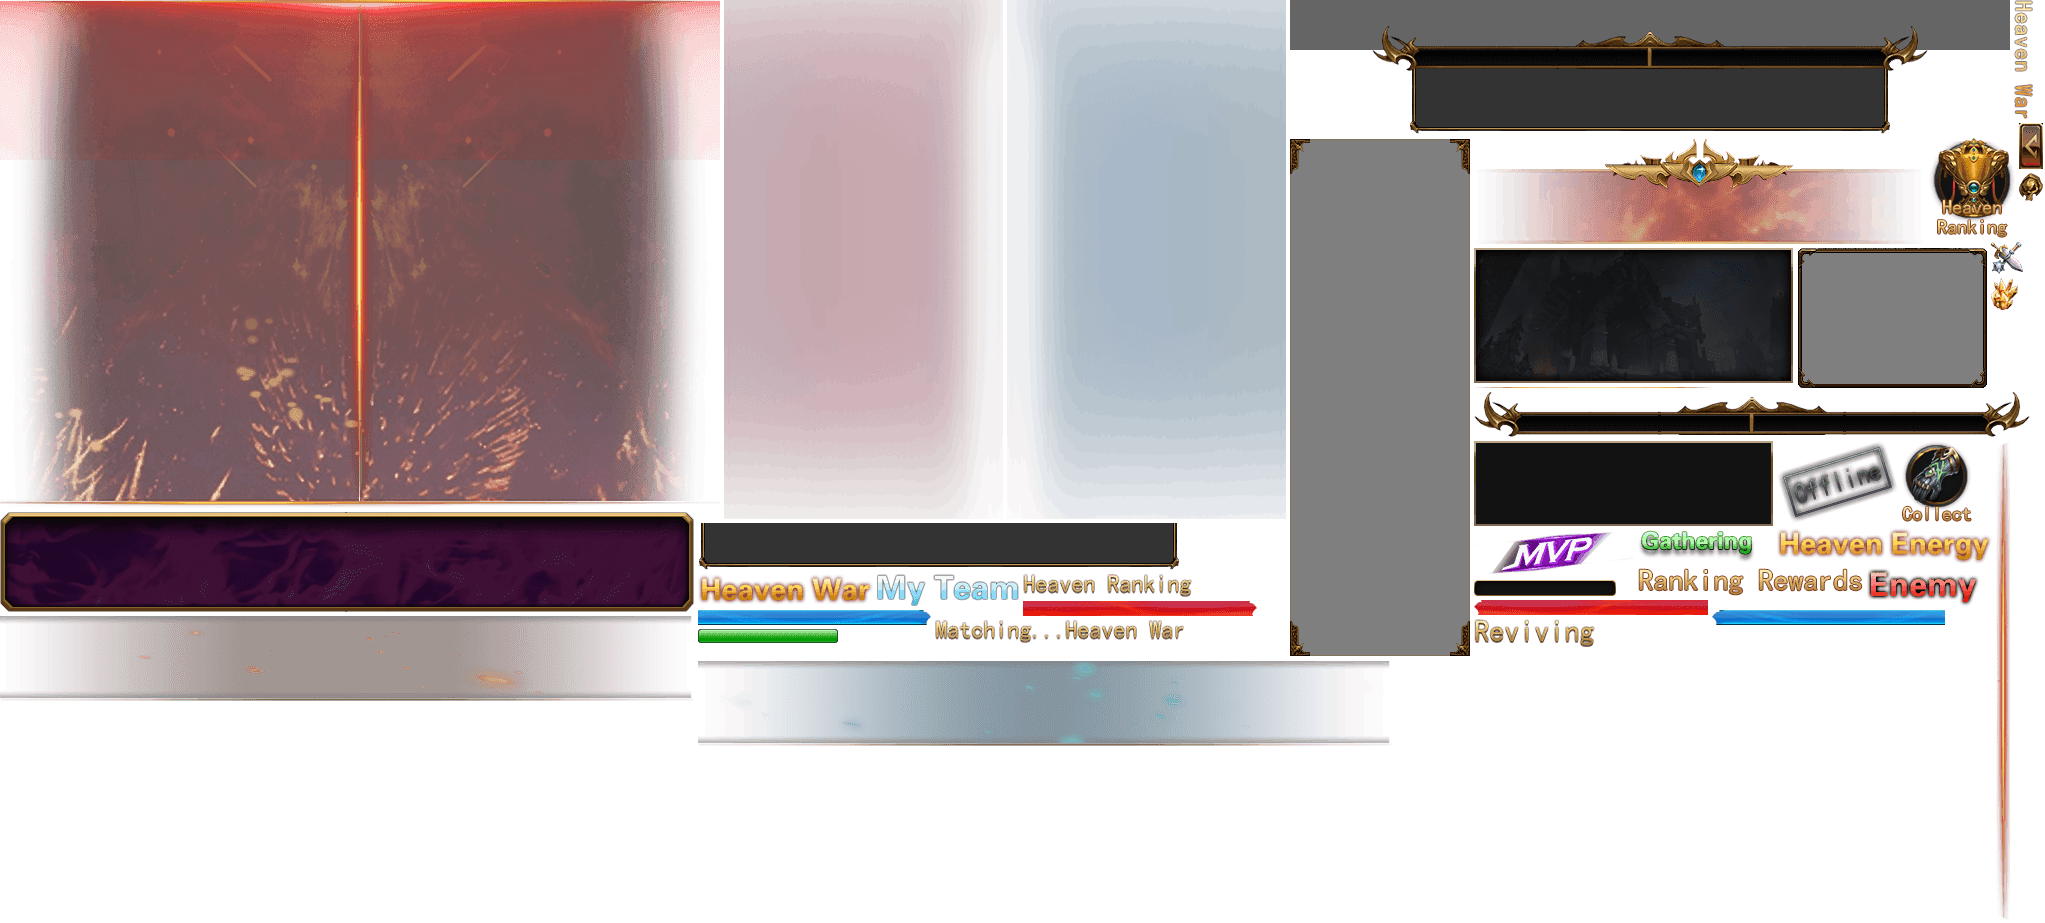 Heaven War
Heaven
Ranking
Offline
Collect
MVP
Gathering
Heaven Energy
Heaven War
My Team
Heaven Ranking
Ranking Rewards
Enemy
Matching...
Heaven War
Reviving